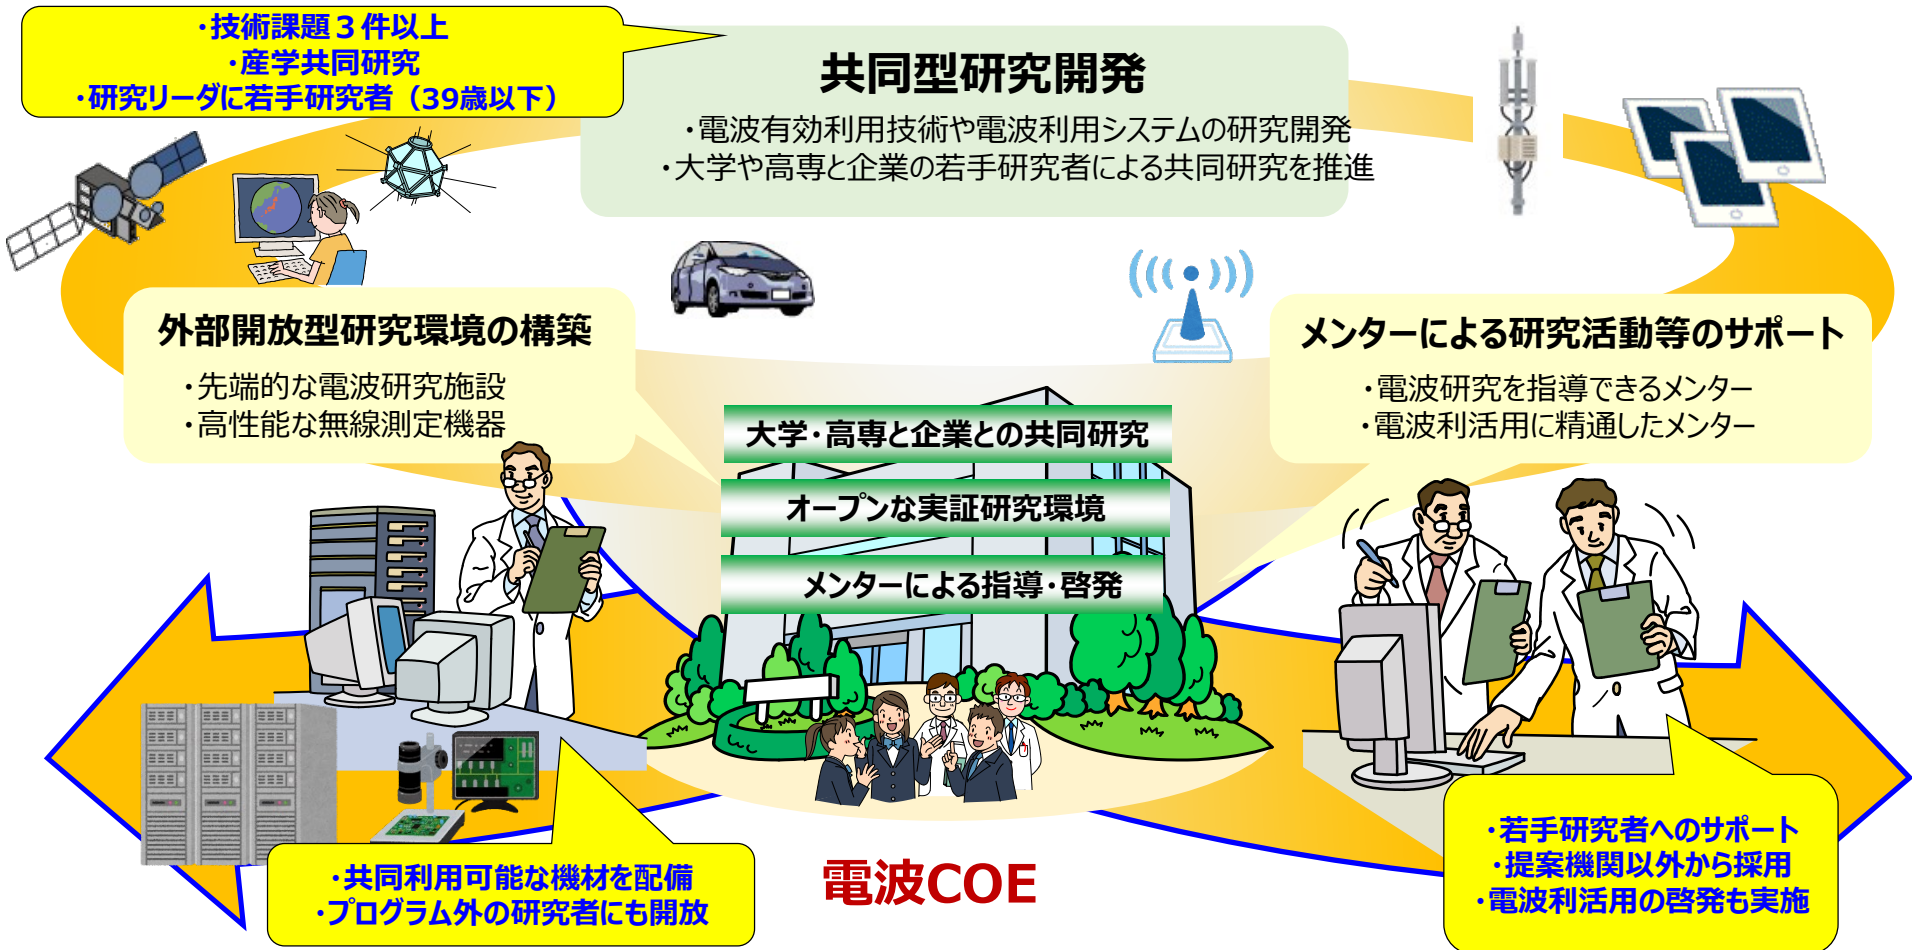 ・技術課題3件以上
・産学共同研究
・研究リーダに若手研究者（39歳以下）
共同型研究開発
・電波有効利用技術や電波利用システムの研究開発
・大学や高専と企業の若手研究者による共同研究を推進
外部開放型研究環境の構築
・先端的な電波研究施設
・高性能な無線測定機器
メンターによる研究活動等のサポート
・電波研究を指導できるメンター
・電波利活用に精通したメンター
大学・高専と企業との共同研究
オープンな実証研究環境
メンターによる指導・啓発
・共同利用可能な機材を配備
・プログラム外の研究者にも開放
電波COE
・若手研究者へのサポート
・提案機関以外から採用
・電波利活用の啓発も実施